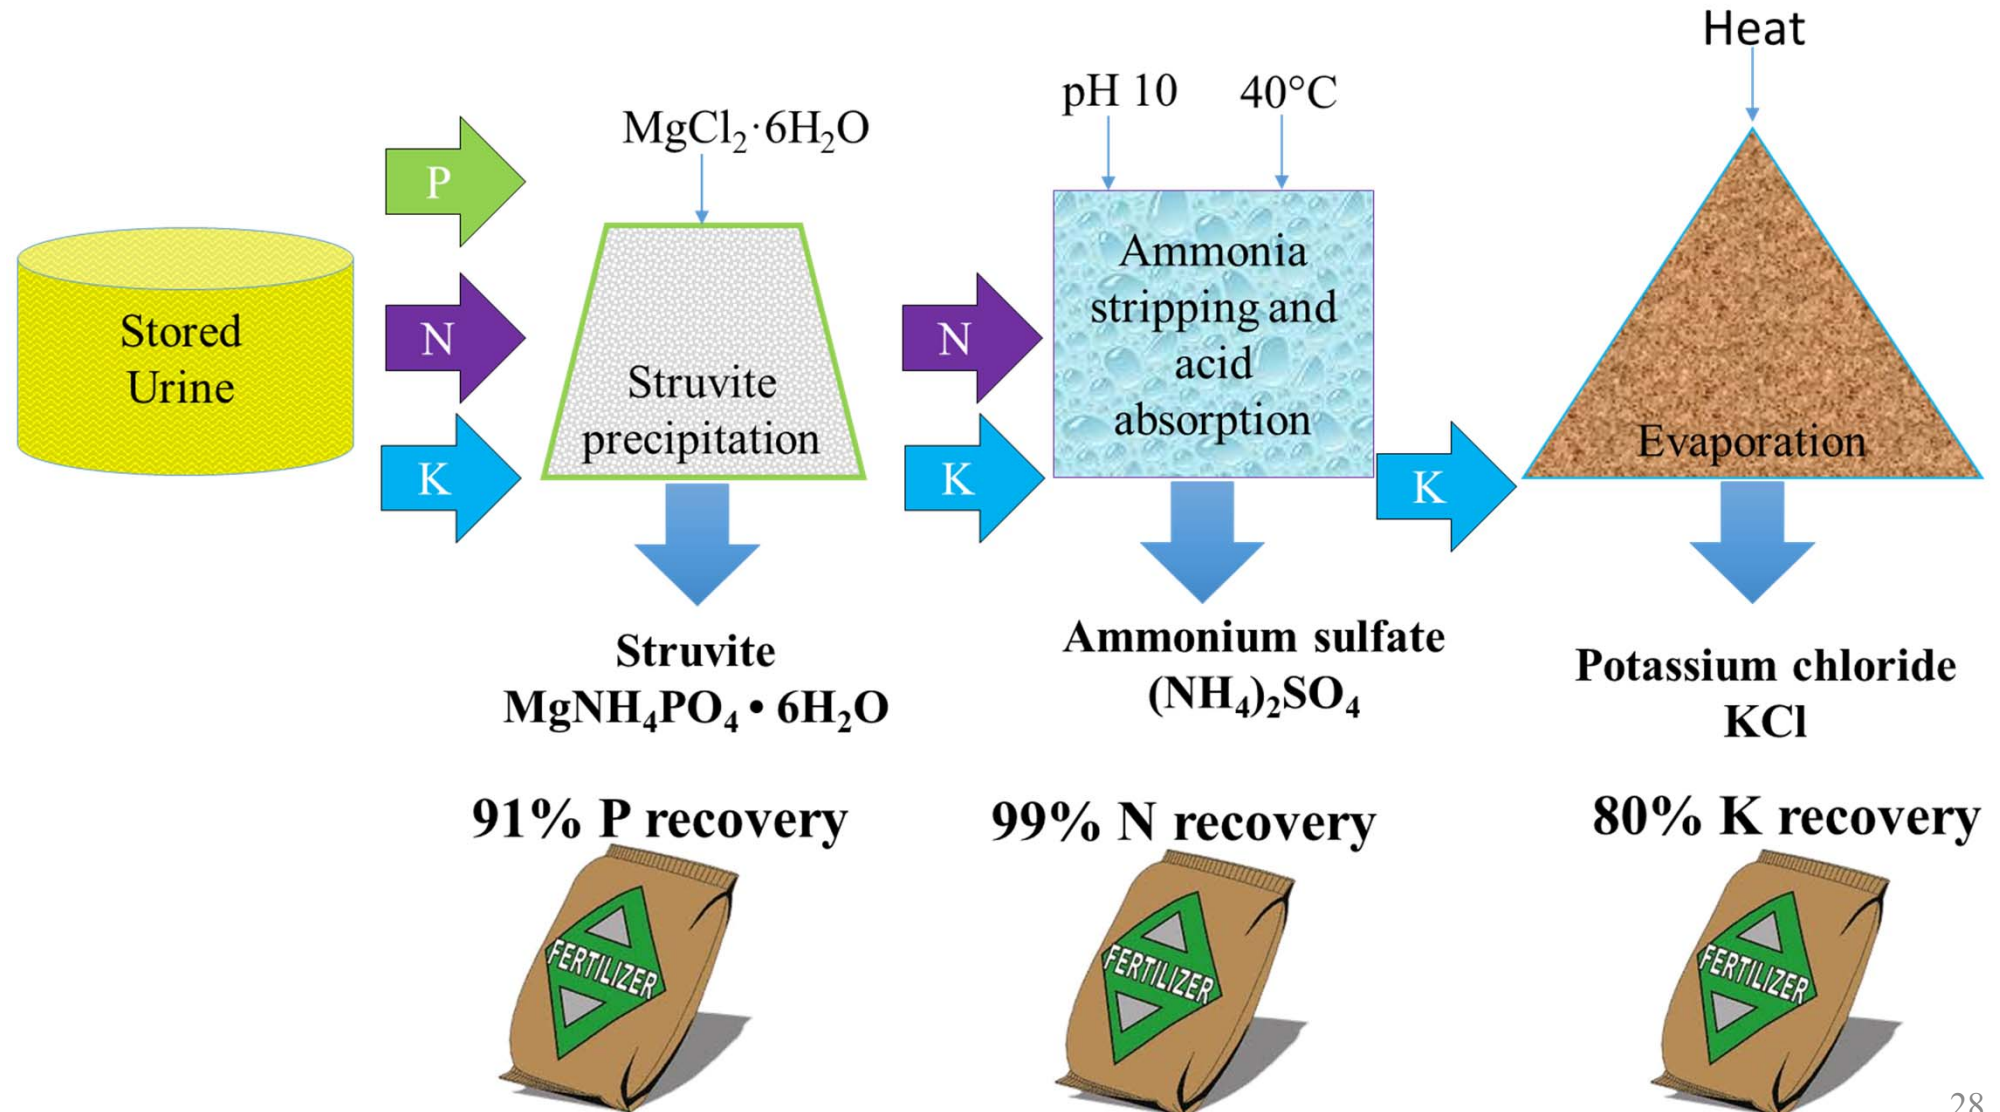 Heat
pH 10
40°C
MgCl₂·6H₂O
P
N
K
Stored
Urine
Struvite
precipitation
N
K
Ammonia
stripping and
acid
absorption
K
Evaporation
Struvite
MgNH₄PO₄ • 6H₂O
Ammonium sulfate
(NH₄)₂SO₄
Potassium chloride
KCl
91% P recovery
99% N recovery
80% K recovery
FERTILIZER
FERTILIZER
FERTILIZER
28